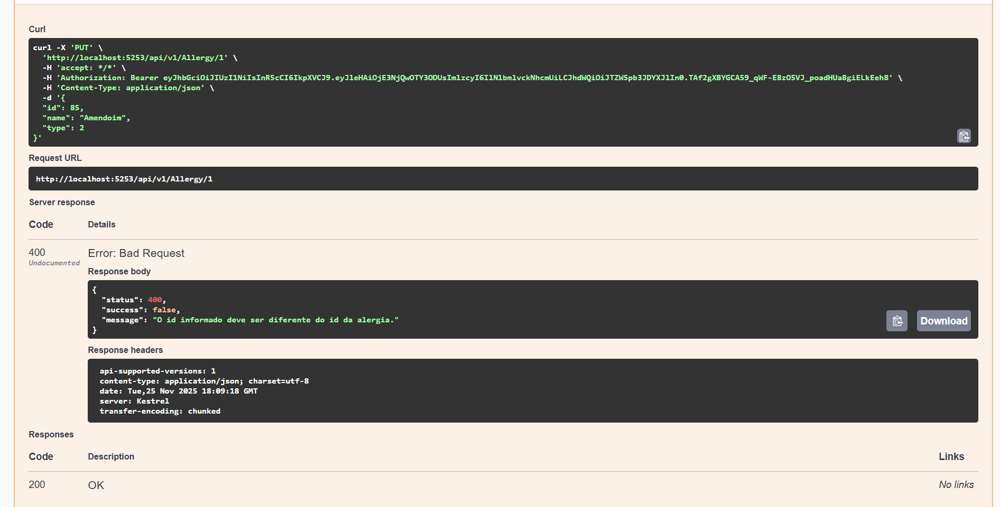 Curl
curl -X 'PUT' \
'http://localhost:5253/api/v1/Allergy/1' \
-H 'accept: */*' \
-H 'Authorization: Bearer eyJhbGciOiJIUzI1NiIsInR5cCI6IkpXVCJ9.eyJleHAiOjE3NjQwOTY3ODUsImlzcyI6IlNlbmlvckNhcmUiLCJhdWQiOiJTZW5pb3JDYXJlIn0.TAf2gXBYGCA59_qWF-E8zO5VJ_poadHUa8giELkEeh8' \
-H 'Content-Type: application/json' \
-d '{
"id": 85,
"name": "Amendoim",
"type": 2
}'
Request URL
http://localhost:5253/api/v1/Allergy/1
Server response
Code Details
400 Error: Bad Request
Undocumented
Response body
{
"status": 400,
"success": false,
"message": "O id informado deve ser diferente do id da alergia."
}
Download
Response headers
api-supported-versions: 1
content-type: application/json; charset=utf-8
date: Tue,25 Nov 2025 18:09:18 GMT
server: Kestrel
transfer-encoding: chunked
Responses
Code Description Links
200 OK No links